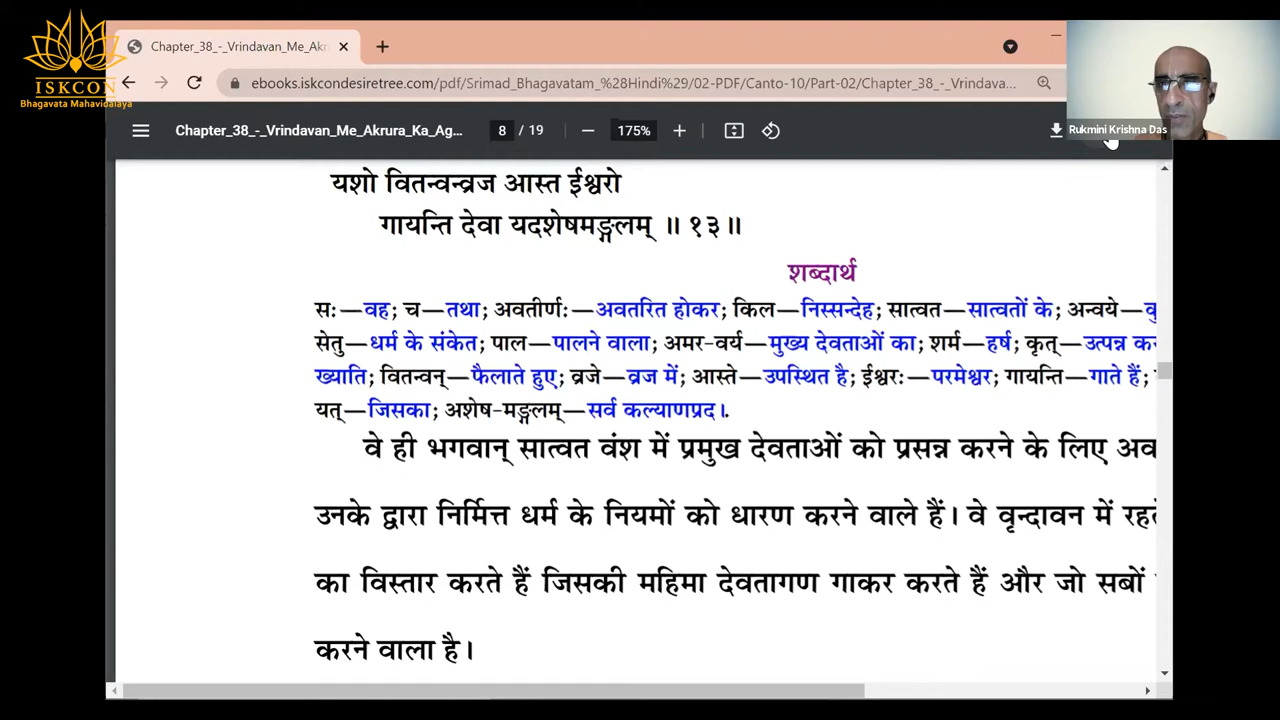 ISKCON
Bhagavata Mahavidalaya
Chapter_38_-_Vrindavan_Me_Akru
ebooks.iskcondesiretree.com/pdf/Srimad_Bhagavatam_%28Hindi%29/02-PDF/Canto-10/Part-02/Chapter_38_-_Vrindava...
Rukmini Krishna Das
Chapter_38_-_Vrindavan_Me_Akrura_Ka_Ag...
8 / 19
175%
यशो वितन्वन्व्रज आस्त ईश्वरो
गायन्ति देवा यदशेषमङ्गलम् ॥ १३॥
शब्दार्थ
सः—वह; च—तथा; अवतीर्णः—अवतरित होकर; किल—निस्सन्देह; सात्वत—सात्वतों के; अन्वये—
सेतु—धर्म के संकेत; पाल—पालने वाला; अमर-वर्य—मुख्य देवताओं का; शर्म—हर्ष; कृत्—उत्पन्न
ख्याति; वितन्वन्—फैलाते हुए; व्रजे—व्रज में; आस्ते—उपस्थित है; ईश्वरः—परमेश्वर; गायन्ति—गाते हैं;
यत्—जिसका; अशेष-मङ्गलम्—सर्व कल्याणप्रद।
वे ही भगवान् सात्वत वंश में प्रमुख देवताओं को प्रसन्न करने के लिए अव
उनके द्वारा निर्मित्त धर्म के नियमों को धारण करने वाले हैं। वे वृन्दावन में रहते
का विस्तार करते हैं जिसकी महिमा देवतागण गाकर करते हैं और जो सबों
करने वाला है।